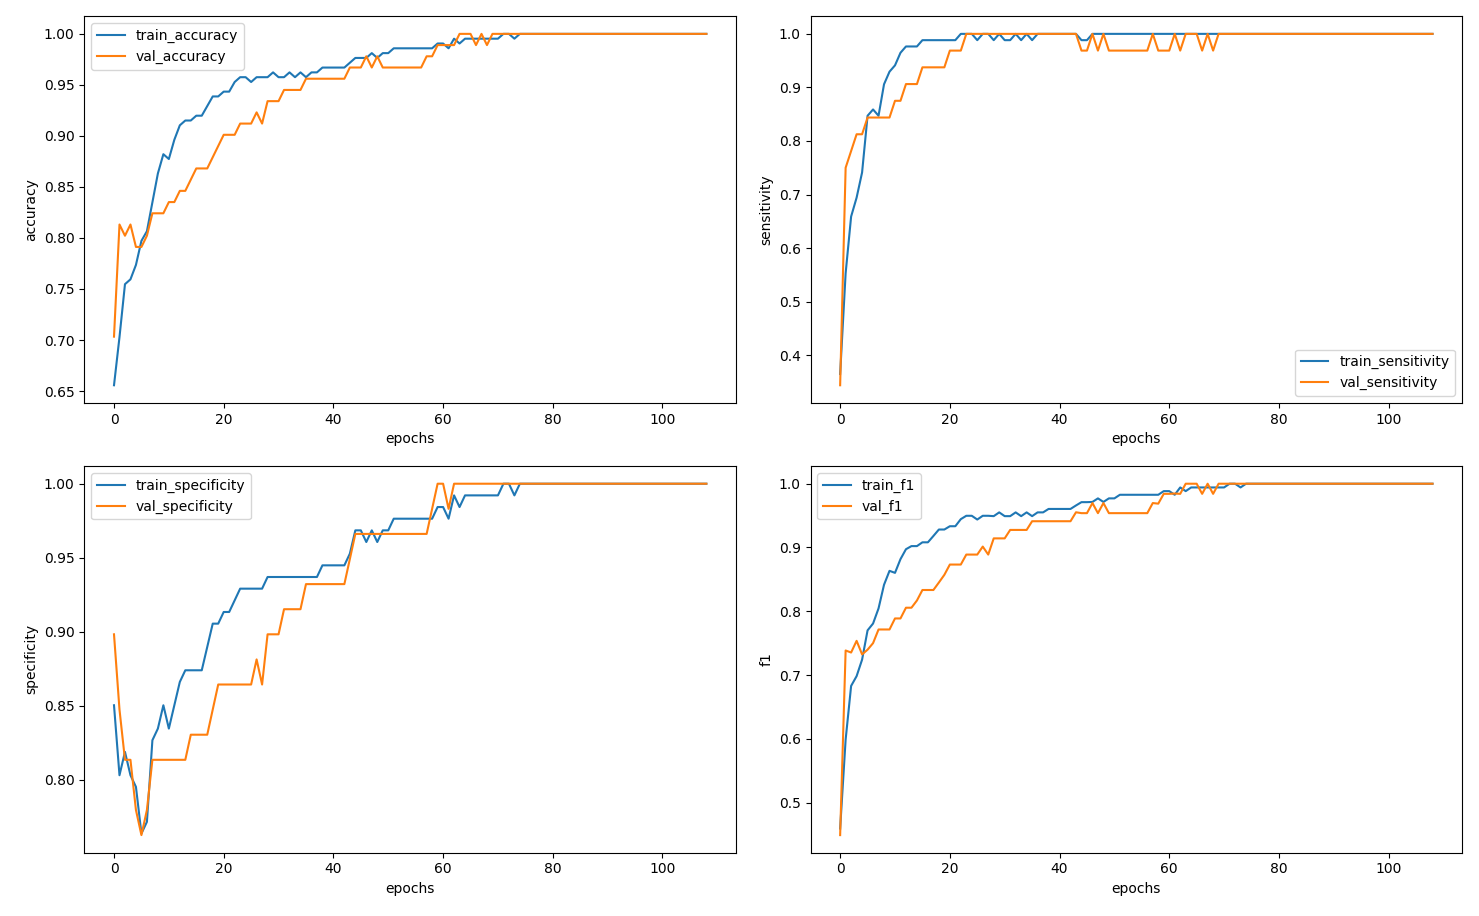 train_accuracy
val_accuracy
1.00
0.95
0.90
0.85
0.80
0.75
0.70
0.65
accuracy
0 20 40 60 80 100
epochs
1.0
0.9
0.8
0.7
0.6
0.5
0.4
sensitivity
train_sensitivity
val_sensitivity
0 20 40 60 80 100
epochs
train_specificity
val_specificity
1.00
0.95
0.90
0.85
0.80
specificity
0 20 40 60 80 100
epochs
train_f1
val_f1
1.0
0.9
0.8
0.7
0.6
0.5
f1
0 20 40 60 80 100
epochs